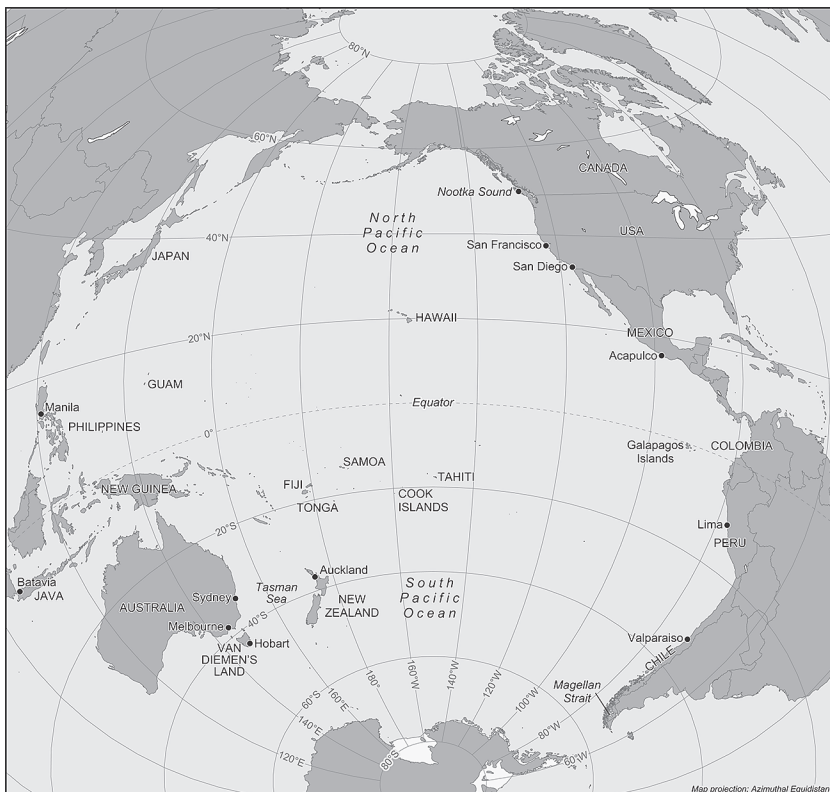 80°N
60°N
CANADA
Nootka Sound
North
Pacific
Ocean
USA
40°N
San Francisco
JAPAN
San Diego
HAWAII
20°N
MEXICO
Acapulco
GUAM
Equator
Manila
PHILIPPINES
0°
Galapagos
Islands
COLOMBIA
SAMOA
TAHITI
FIJI
NEW GUINEA
COOK
ISLANDS
TONGA
20°S
Lima
PERU
Auckland
Batavia
JAVA
Tasman
Sea
South
Pacific
Ocean
Sydney
AUSTRALIA
NEW
ZEALAND
40°S
Melbourne
Hobart
VAN
DIEMEN'S
LAND
Valparaiso
CHILE
Magellan
Strait
60°S
160°E
180°
160°W
140°W
120°W
100°W
80°W
60°W
140°E
120°E
80°S
Map projection: Azimuthal Equidistan